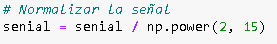 # Normalizar la señal
senial = senial / np.power(2, 15)